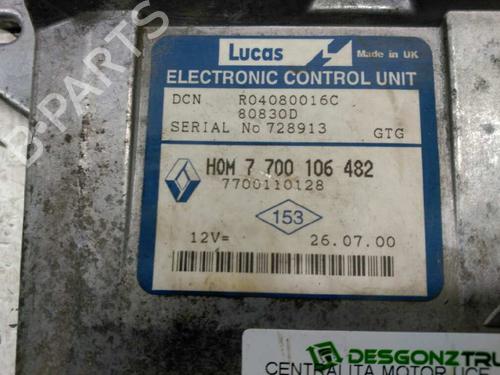 B-PARTS
Lucas
Made in UK
ELECTRONIC CONTROL UNIT
DCN R04080016C
80830D
SERIAL No 728913 GTG
HOM 7 700 106 482
7700110128
153
12V= 26.07.00
DESGONZTRU
CENTRALITA MOTOR UCE